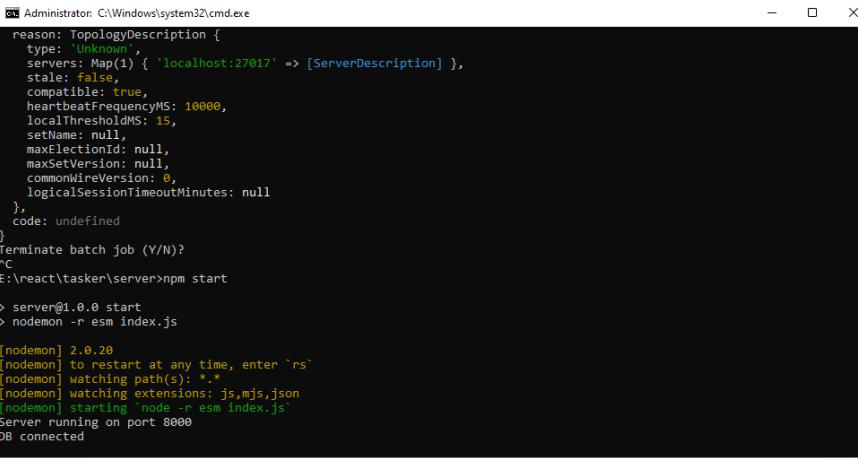 Administrator: C:\Windows\system32\cmd.exe
reason: TopologyDescription {
type: 'Unknown',
servers: Map(1) { 'localhost:27017' => [ServerDescription] },
stale: false,
compatible: true,
heartbeatFrequencyMS: 10000,
localThresholdMS: 15,
setName: null,
maxElectionId: null,
maxSetVersion: null,
commonWireVersion: 0,
logicalSessionTimeoutMinutes: null
},
code: undefined
}
Terminate batch job (Y/N)?
^C
E:\react\tasker\server>npm start
> server@1.0.0 start
> nodemon -r esm index.js
[nodemon] 2.0.20
[nodemon] to restart at any time, enter `rs`
[nodemon] watching path(s): *.*
[nodemon] watching extensions: js,mjs,json
[nodemon] starting `node -r esm index.js`
Server running on port 8000
DB connected